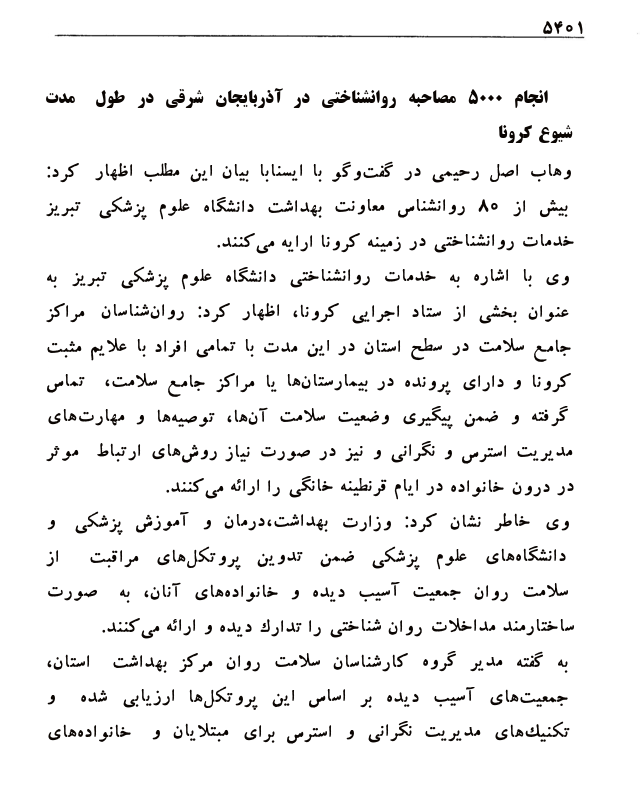 ۵۴۰۱
انجام ۵۰۰۰ مصاحبه روانشناختی در آذربایجان شرقی در طول مدت
شیوع کرونا
وهاب اصل رحیمی در گفت‌وگو با ایسنابا بیان این مطلب اظهار کرد:
بیش از ۸۰ روانشناس معاونت بهداشت دانشگاه علوم پزشکی تبریز
خدمات روانشناختی در زمینه کرونا ارایه می‌کنند.
وی با اشاره به خدمات روانشناختی دانشگاه علوم پزشکی تبریز به
عنوان بخشی از ستاد اجرایی کرونا، اظهار کرد: روان‌شناسان مراکز
جامع سلامت در سطح استان در این مدت با تمامی افراد با علایم مثبت
کرونا و دارای پرونده در بیمارستان‌ها یا مراکز جامع سلامت، تماس
گرفته و ضمن پیگیری وضعیت سلامت آن‌ها، توصیه‌ها و مهارت‌های
مدیریت استرس و نگرانی و نیز در صورت نیاز روش‌های ارتباط موثر
در درون خانواده در ایام قرنطینه خانگی را ارائه می‌کنند.
وی خاطر نشان کرد: وزارت بهداشت،درمان و آموزش پزشکی و
دانشگاه‌های علوم پزشکی ضمن تدوین پروتکل‌های مراقبت از
سلامت روان جمعیت آسیب دیده و خانواده‌های آنان، به صورت
ساختارمند مداخلات روان شناختی را تدارك دیده و ارائه می‌کنند.
به گفته مدیر گروه کارشناسان سلامت روان مرکز بهداشت استان،
جمعیت‌های آسیب دیده بر اساس این پروتکل‌ها ارزیابی شده و
تکنیك‌های مدیریت نگرانی و استرس برای مبتلایان و خانواده‌های